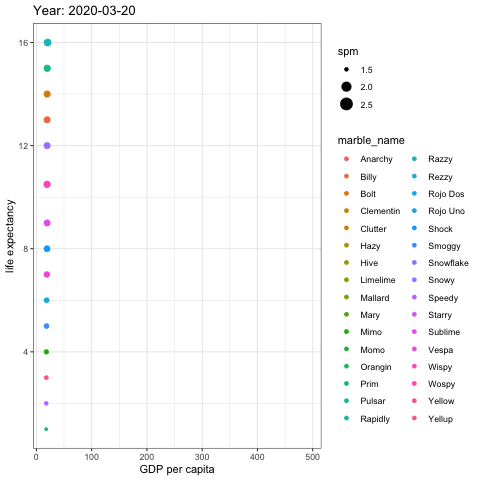 Year: 2020-03-20
16
12
8
4
life expectancy
0 100 200 300 400 500
GDP per capita
spm
1.5
2.0
2.5
marble_name
Anarchy Razzy
Billy Rezzy
Bolt Rojo Dos
Clementin Rojo Uno
Clutter Shock
Hazy Smoggy
Hive Snowflake
Limelime Snowy
Mallard Speedy
Mary Starry
Mimo Sublime
Momo Vespa
Orangin Wispy
Prim Wospy
Pulsar Yellow
Rapidly Yellup